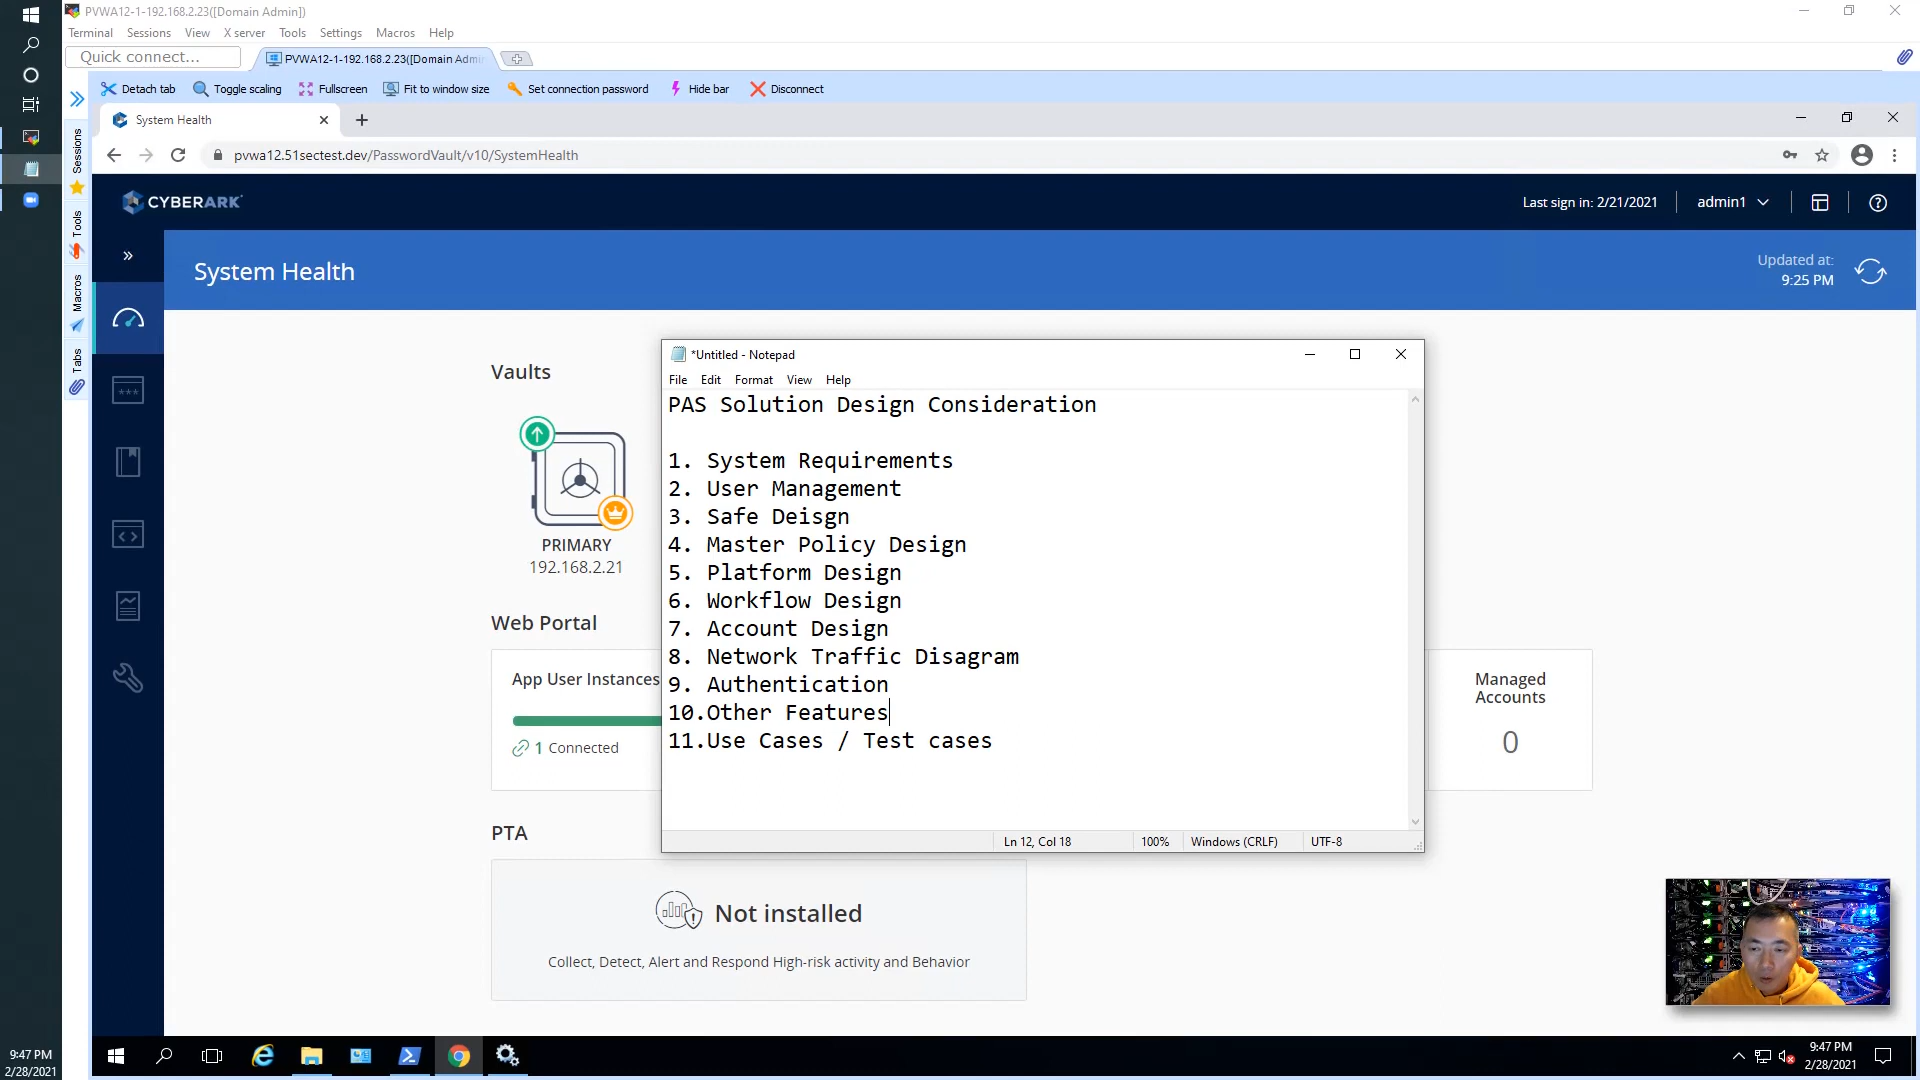 PVWA12-1-192.168.2.23([Domain Admin])
Terminal Sessions View X server Tools Settings Macros Help
Quick connect...
PVWA12-1-192.168.2.23([Domain Admin
Detach tab Toggle scaling Fullscreen Fit to window size Set connection password Hide bar Disconnect
System Health
pvwa12.51sectest.dev/PasswordVault/v10/SystemHealth
Sessions
Tools
Macros
Tabs
CYBERARK
Last sign in: 2/21/2021
admin1
System Health
Updated at:
9:25 PM
Vaults
PRIMARY
192.168.2.21
Web Portal
App User Instances
1 Connected
Managed
Accounts
0
PTA
Not installed
Collect, Detect, Alert and Respond High-risk activity and Behavior
*Untitled - Notepad
File Edit Format View Help
PAS Solution Design Consideration
1. System Requirements
2. User Management
3. Safe Deisgn
4. Master Policy Design
5. Platform Design
6. Workflow Design
7. Account Design
8. Network Traffic Disagram
9. Authentication
10.Other Features
11.Use Cases / Test cases
Ln 12, Col 18 100% Windows (CRLF) UTF-8
9:47 PM
2/28/2021
9:47 PM
2/28/2021